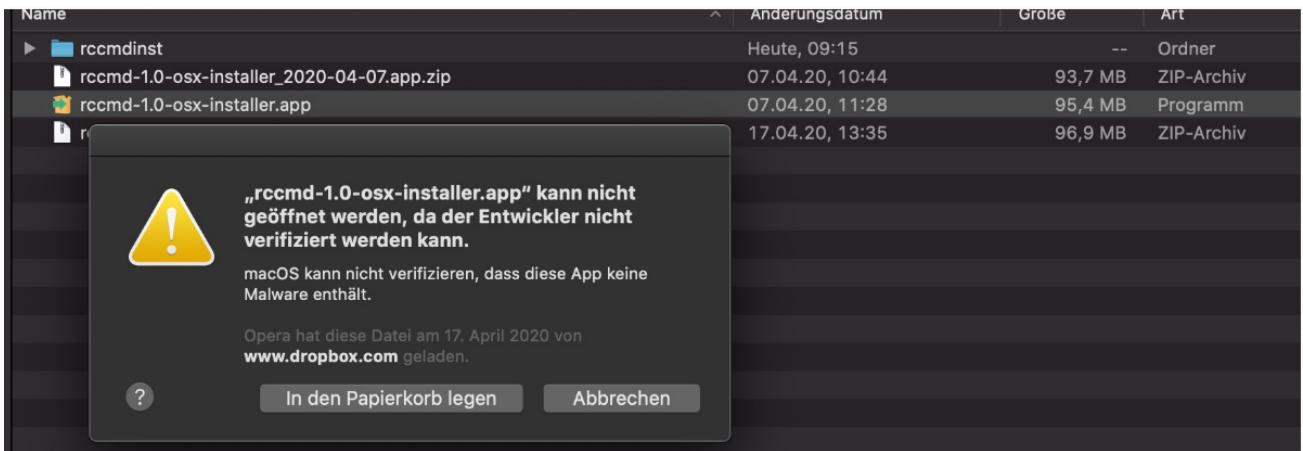 Name Änderungsdatum Größe Art
rccmdinst Heute, 09:15 -- Ordner
rccmd-1.0-osx-installer_2020-04-07.app.zip 07.04.20, 10:44 93,7 MB ZIP-Archiv
rccmd-1.0-osx-installer.app 07.04.20, 11:28 95,4 MB Programm
17.04.20, 13:35 96,9 MB ZIP-Archiv
„rccmd-1.0-osx-installer.app“ kann nicht
geöffnet werden, da der Entwickler nicht
verifiziert werden kann.
macOS kann nicht verifizieren, dass diese App keine
Malware enthält.
Opera hat diese Datei am 17. April 2020 von
www.dropbox.com geladen.
? In den Papierkorb legen Abbrechen